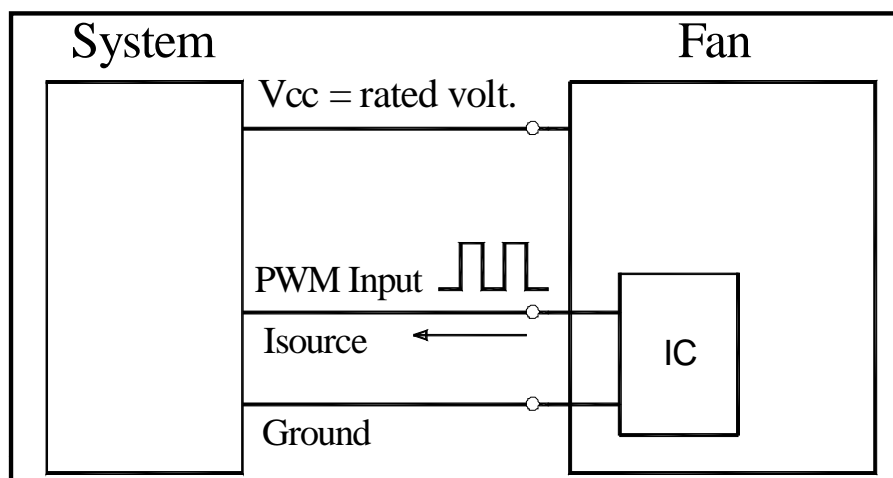 System
Fan
Vcc = rated volt.
PWM Input
Isource
IC
Ground